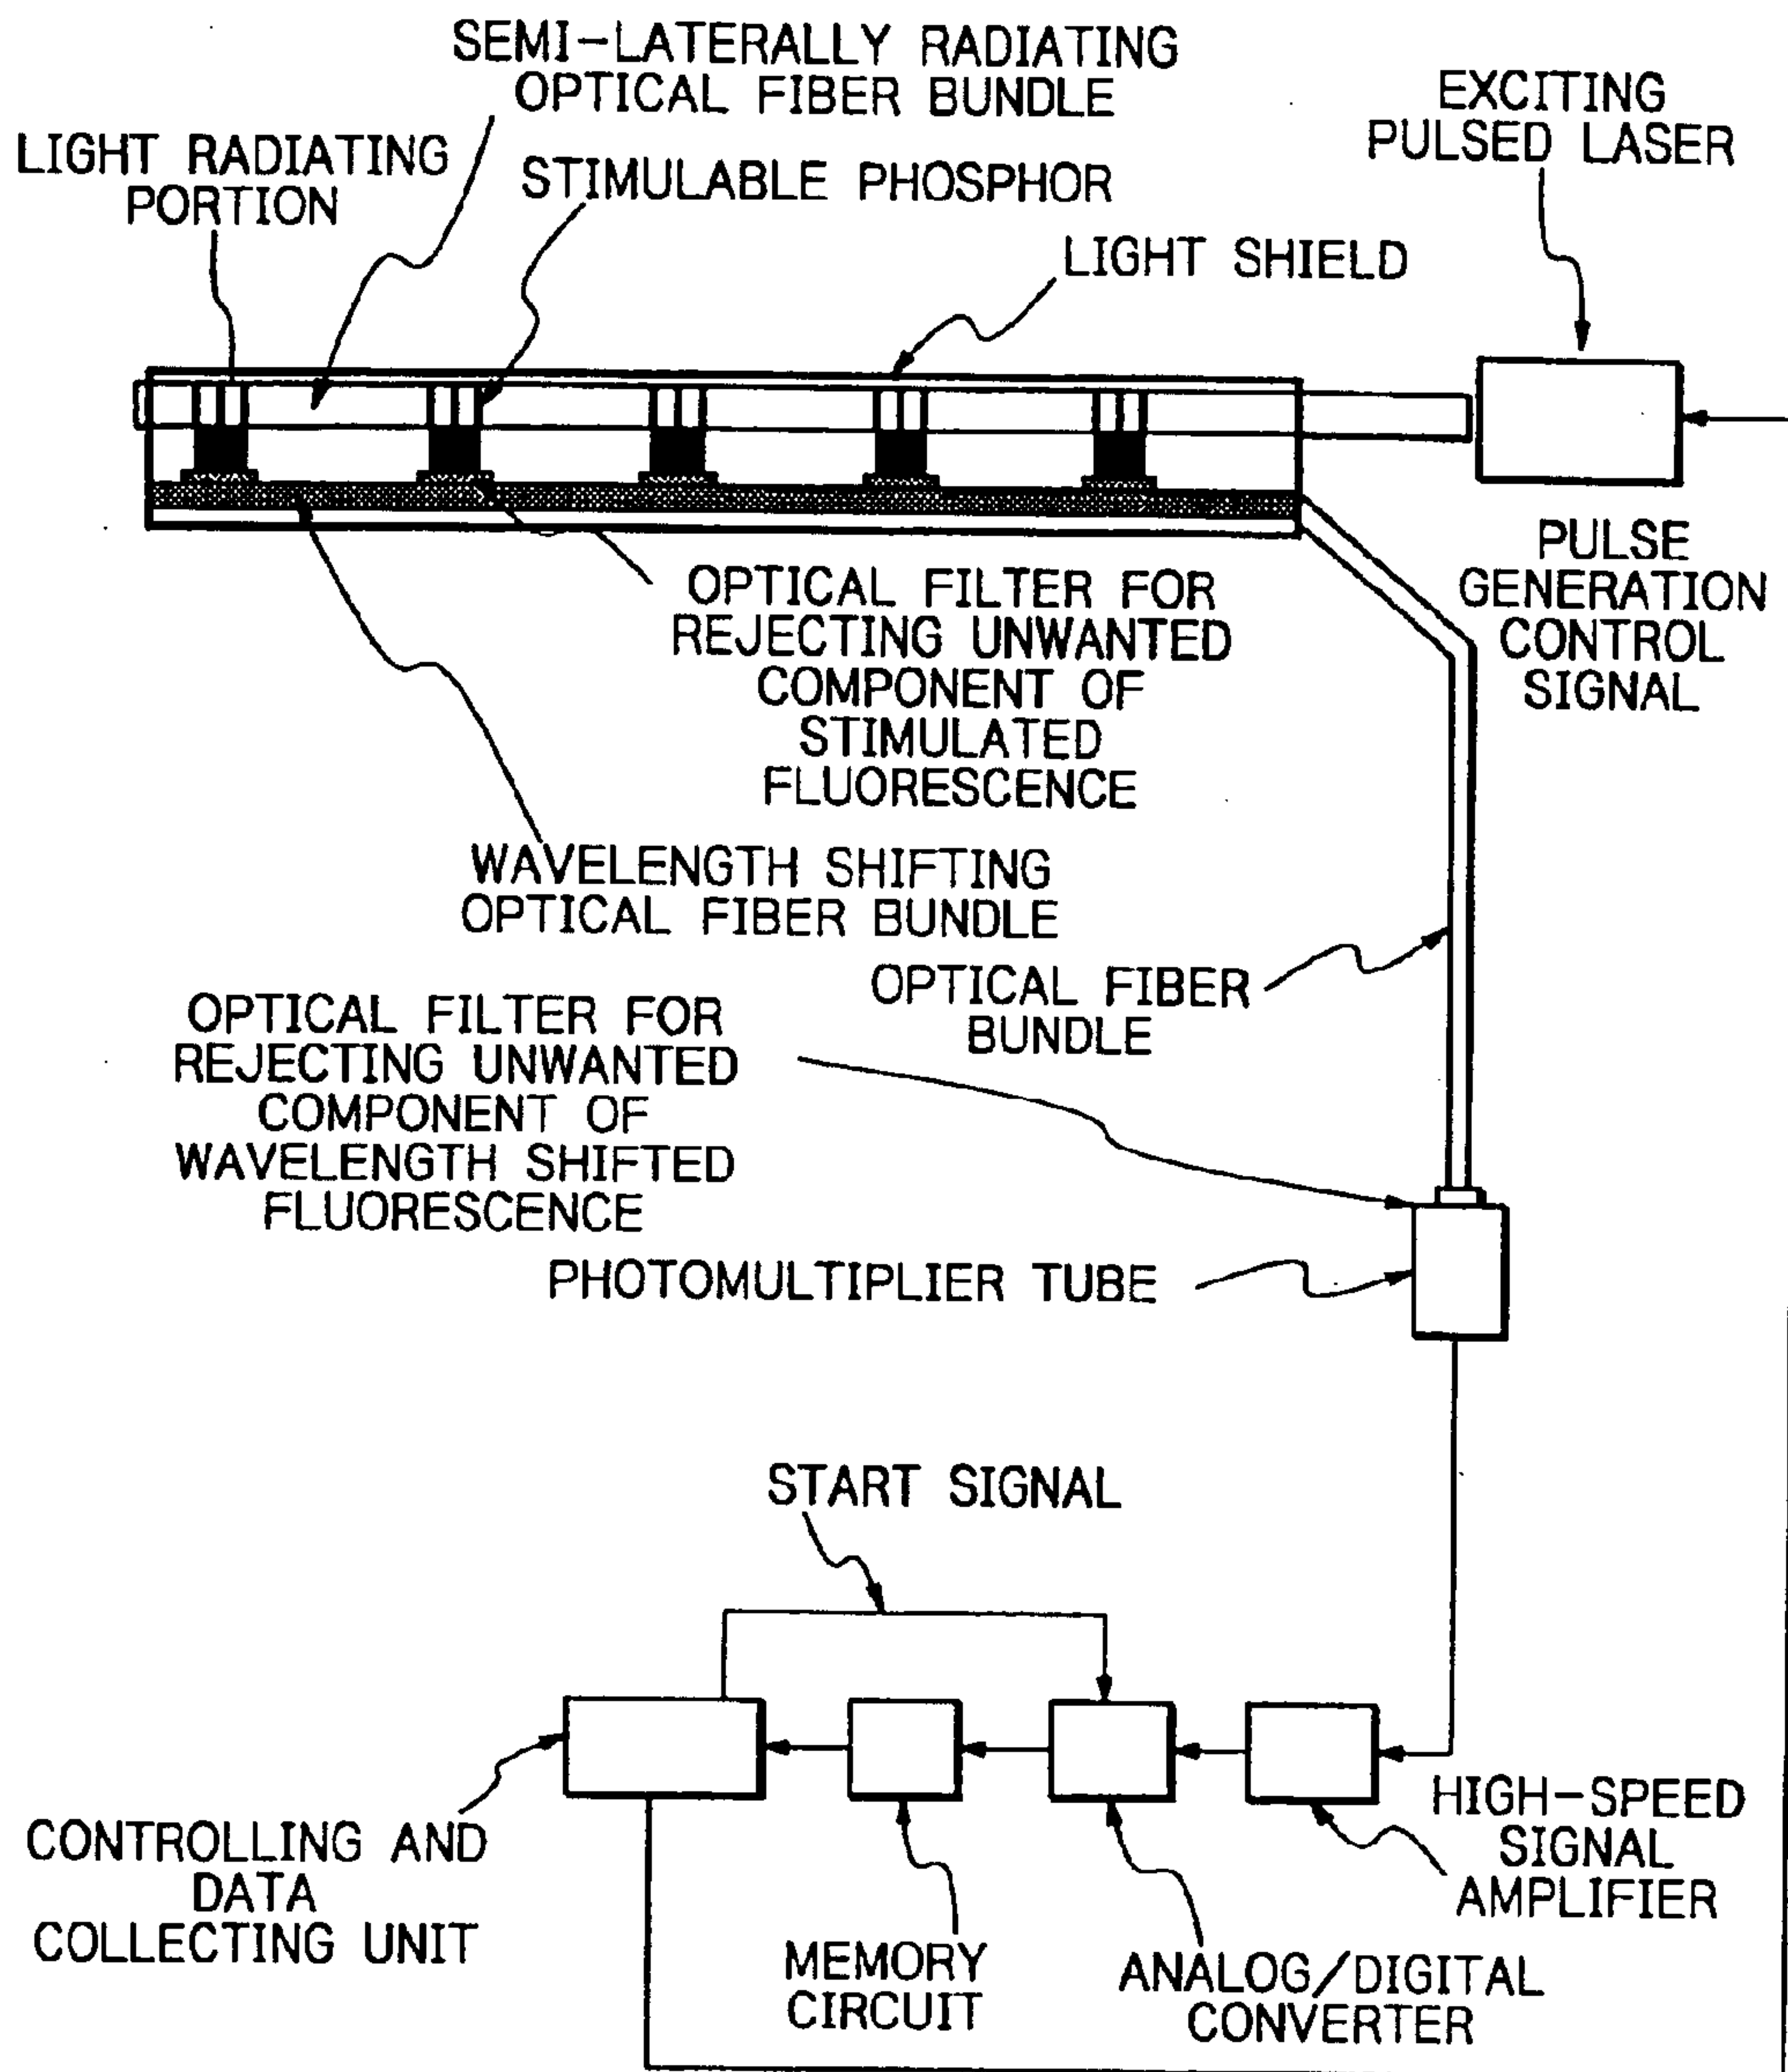 SEMI-LATERALLY RADIATING
OPTICAL FIBER BUNDLE
EXCITING
PULSED LASER
LIGHT RADIATING
PORTION
STIMULABLE PHOSPHOR
LIGHT SHIELD
PULSE
GENERATION
CONTROL
SIGNAL
OPTICAL FILTER FOR
REJECTING UNWANTED
COMPONENT OF
STIMULATED
FLUORESCENCE
WAVELENGTH SHIFTING
OPTICAL FIBER BUNDLE
OPTICAL FIBER
BUNDLE
OPTICAL FILTER FOR
REJECTING UNWANTED
COMPONENT OF
WAVELENGTH SHIFTED
FLUORESCENCE
PHOTOMULTIPLIER TUBE
START SIGNAL
HIGH-SPEED
SIGNAL
AMPLIFIER
CONTROLLING AND
DATA
COLLECTING UNIT
MEMORY
CIRCUIT
ANALOG/DIGITAL
CONVERTER